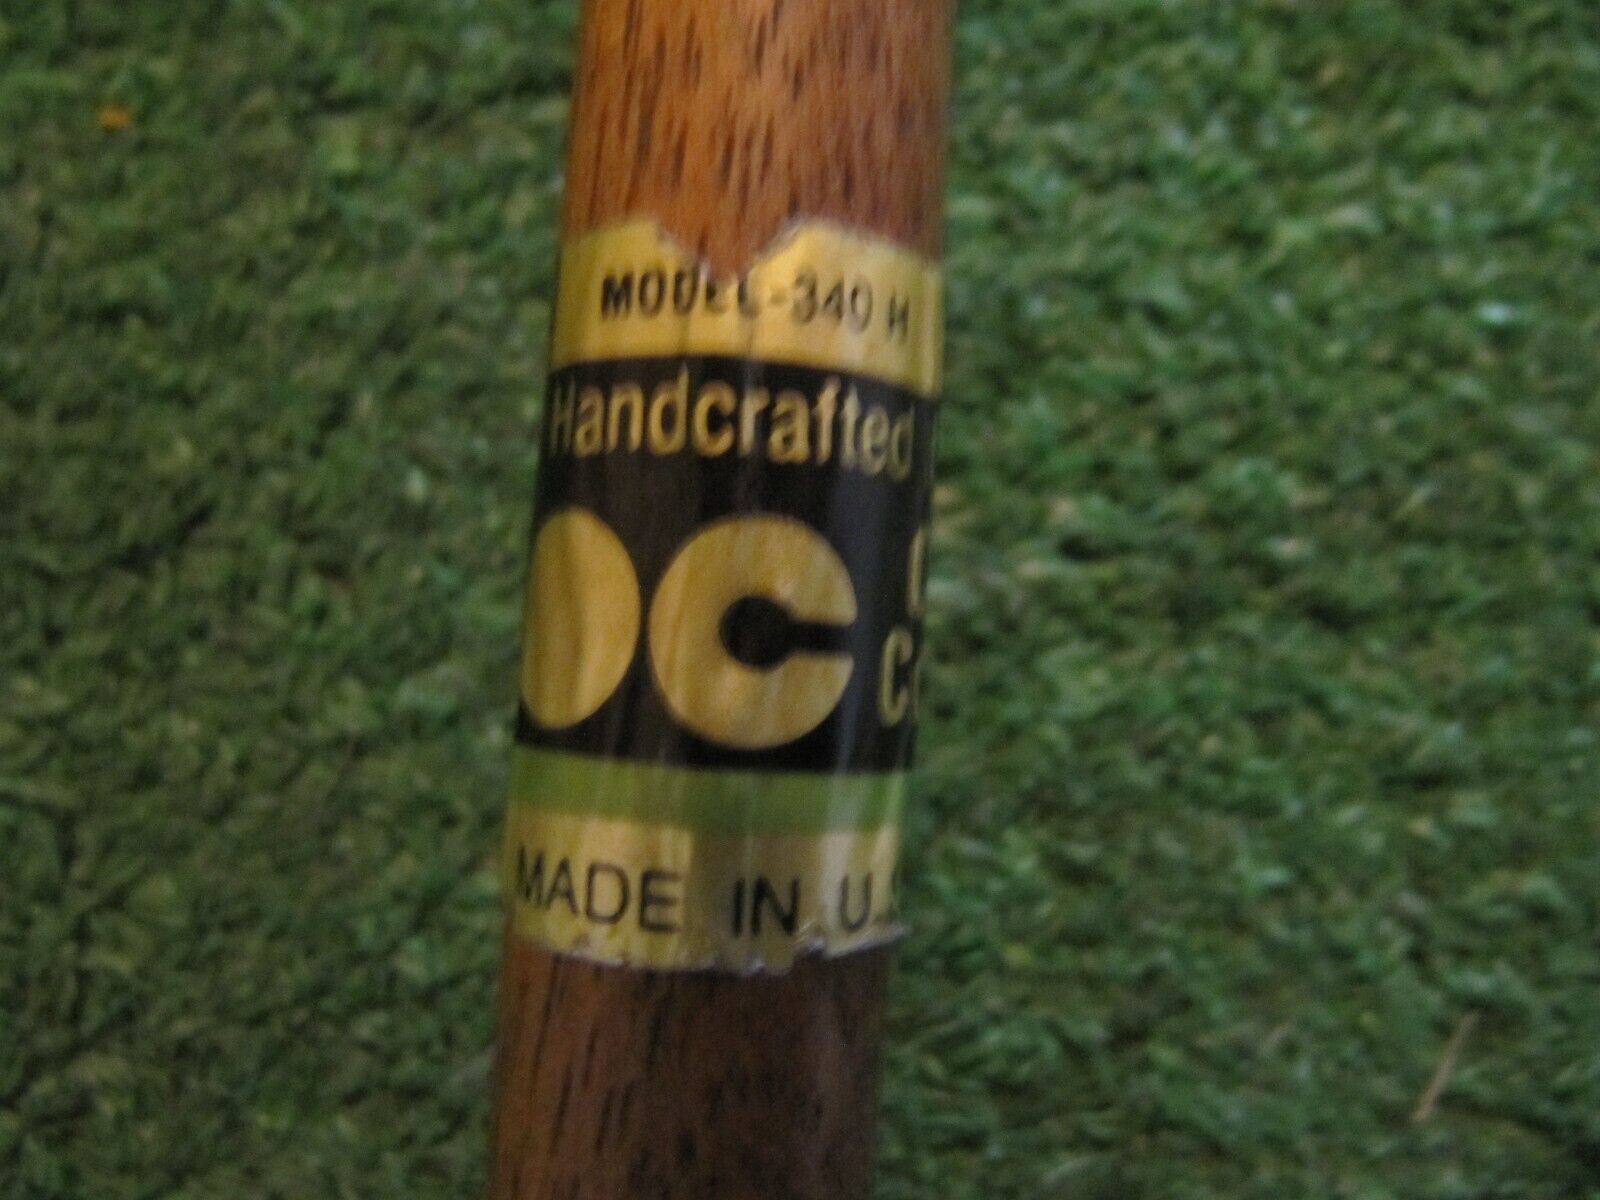 MODEL-340 H
Handcrafted
OC
MADE IN U.S